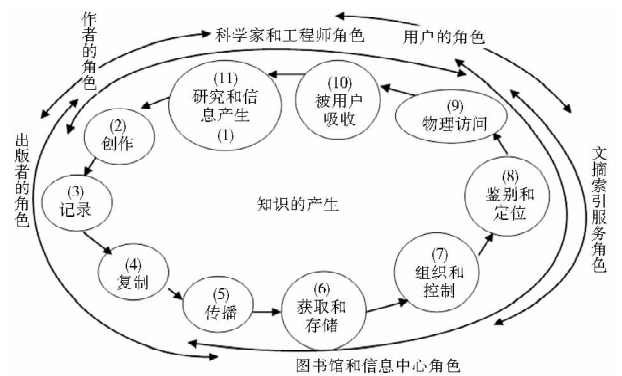 科学家和工程师角色
用户的角色
作者的角色
出版者的角色
文摘索引服务角色
图书馆和信息中心角色
知识的产生
(11)
研究和信
息产生
(1)
(2)
创作
(3)
记录
(4)
复制
(5)
传播
(6)
获取和
存储
(7)
组织和
控制
(8)
鉴别和
定位
(9)
物理访问
(10)
被用户
吸收